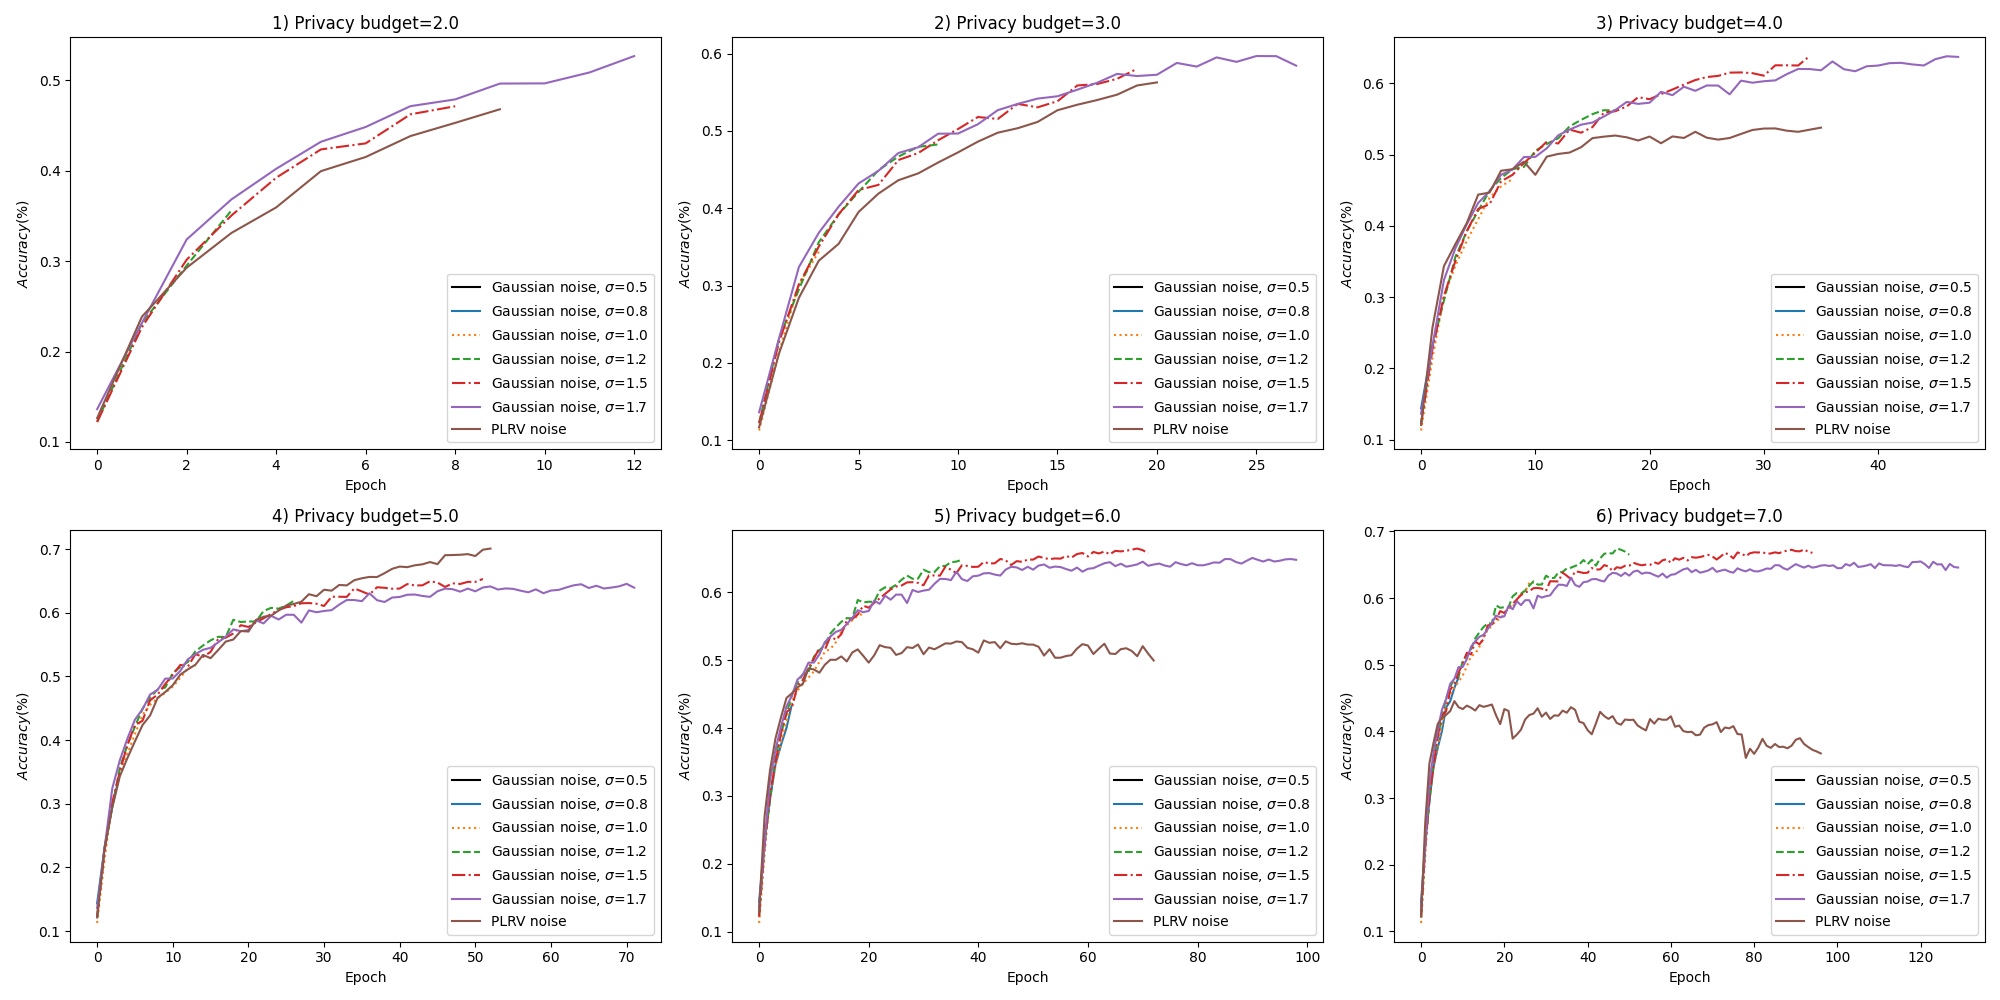 1) Privacy budget=2.0
0.5
0.4
0.3
0.2
0.1
Accuracy(%)
Gaussian noise, σ=0.5
Gaussian noise, σ=0.8
Gaussian noise, σ=1.0
Gaussian noise, σ=1.2
Gaussian noise, σ=1.5
Gaussian noise, σ=1.7
PLRV noise
0 2 4 6 8 10 12
Epoch
2) Privacy budget=3.0
0.6
0.5
0.4
0.3
0.2
0.1
Accuracy(%)
Gaussian noise, σ=0.5
Gaussian noise, σ=0.8
Gaussian noise, σ=1.0
Gaussian noise, σ=1.2
Gaussian noise, σ=1.5
Gaussian noise, σ=1.7
PLRV noise
0 5 10 15 20 25
Epoch
3) Privacy budget=4.0
0.6
0.5
0.4
0.3
0.2
0.1
Accuracy(%)
Gaussian noise, σ=0.5
Gaussian noise, σ=0.8
Gaussian noise, σ=1.0
Gaussian noise, σ=1.2
Gaussian noise, σ=1.5
Gaussian noise, σ=1.7
PLRV noise
0 10 20 30 40
Epoch
4) Privacy budget=5.0
0.7
0.6
0.5
0.4
0.3
0.2
0.1
Accuracy(%)
Gaussian noise, σ=0.5
Gaussian noise, σ=0.8
Gaussian noise, σ=1.0
Gaussian noise, σ=1.2
Gaussian noise, σ=1.5
Gaussian noise, σ=1.7
PLRV noise
0 10 20 30 40 50 60 70
Epoch
5) Privacy budget=6.0
0.6
0.5
0.4
0.3
0.2
0.1
Accuracy(%)
Gaussian noise, σ=0.5
Gaussian noise, σ=0.8
Gaussian noise, σ=1.0
Gaussian noise, σ=1.2
Gaussian noise, σ=1.5
Gaussian noise, σ=1.7
PLRV noise
0 20 40 60 80 100
Epoch
6) Privacy budget=7.0
0.7
0.6
0.5
0.4
0.3
0.2
0.1
Accuracy(%)
Gaussian noise, σ=0.5
Gaussian noise, σ=0.8
Gaussian noise, σ=1.0
Gaussian noise, σ=1.2
Gaussian noise, σ=1.5
Gaussian noise, σ=1.7
PLRV noise
0 20 40 60 80 100 120
Epoch